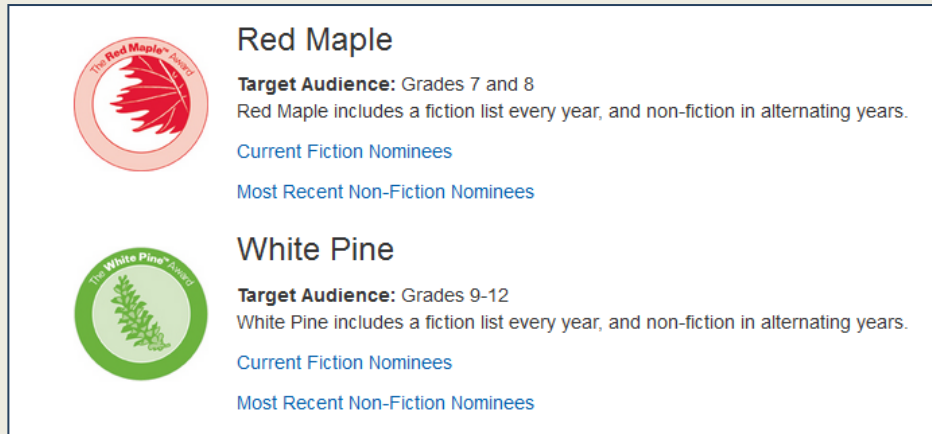 The Red Maple™ Award
Red Maple
Target Audience: Grades 7 and 8
Red Maple includes a fiction list every year, and non-fiction in alternating years.
Current Fiction Nominees
Most Recent Non-Fiction Nominees
The White Pine™ Award
White Pine
Target Audience: Grades 9-12
White Pine includes a fiction list every year, and non-fiction in alternating years.
Current Fiction Nominees
Most Recent Non-Fiction Nominees